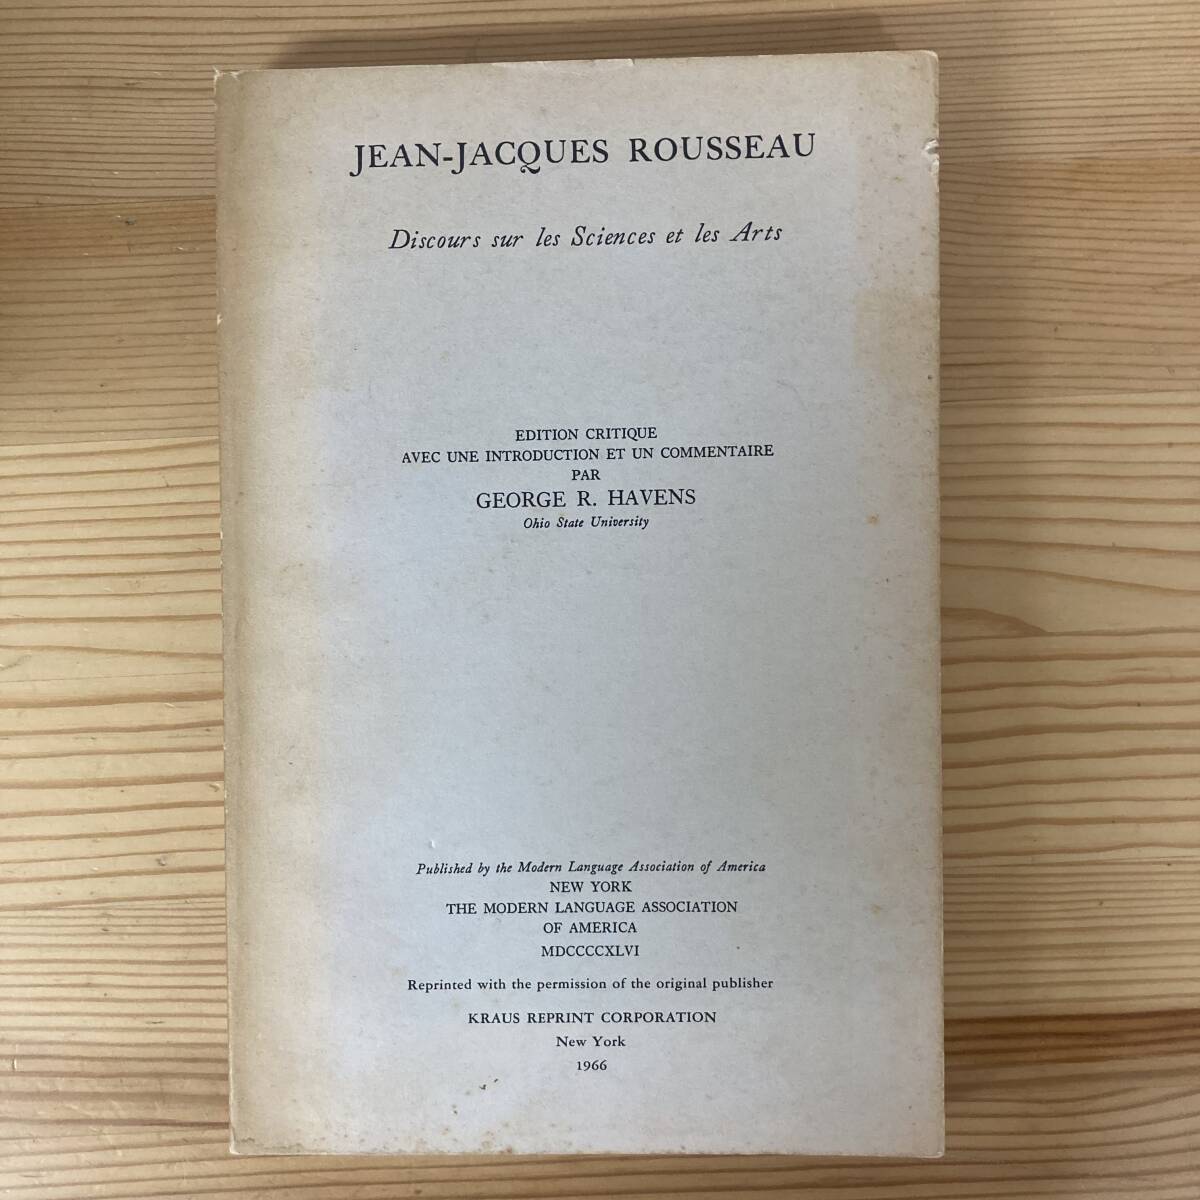 JEAN-JACQUES ROUSSEAU
Discours sur les Sciences et les Arts
EDITION CRITIQUE
AVEC UNE INTRODUCTION ET UN COMMENTAIRE
PAR
GEORGE R. HAVENS
Ohio State University
Published by the Modern Language Association of America
NEW YORK
THE MODERN LANGUAGE ASSOCIATION
OF AMERICA
MDCCCCXLVI
Reprinted with the permission of the original publisher
KRAUS REPRINT CORPORATION
New York
1966